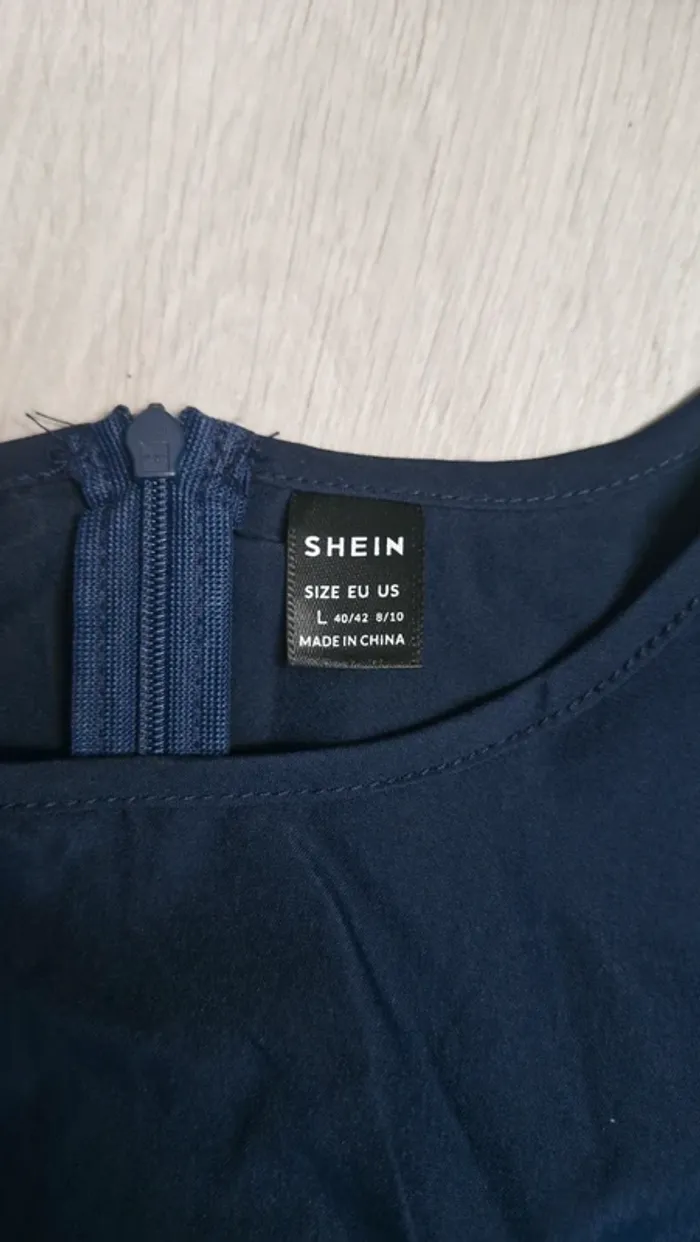 SHEIN
SIZE EU US
L 40/42 8/10
MADE IN CHINA